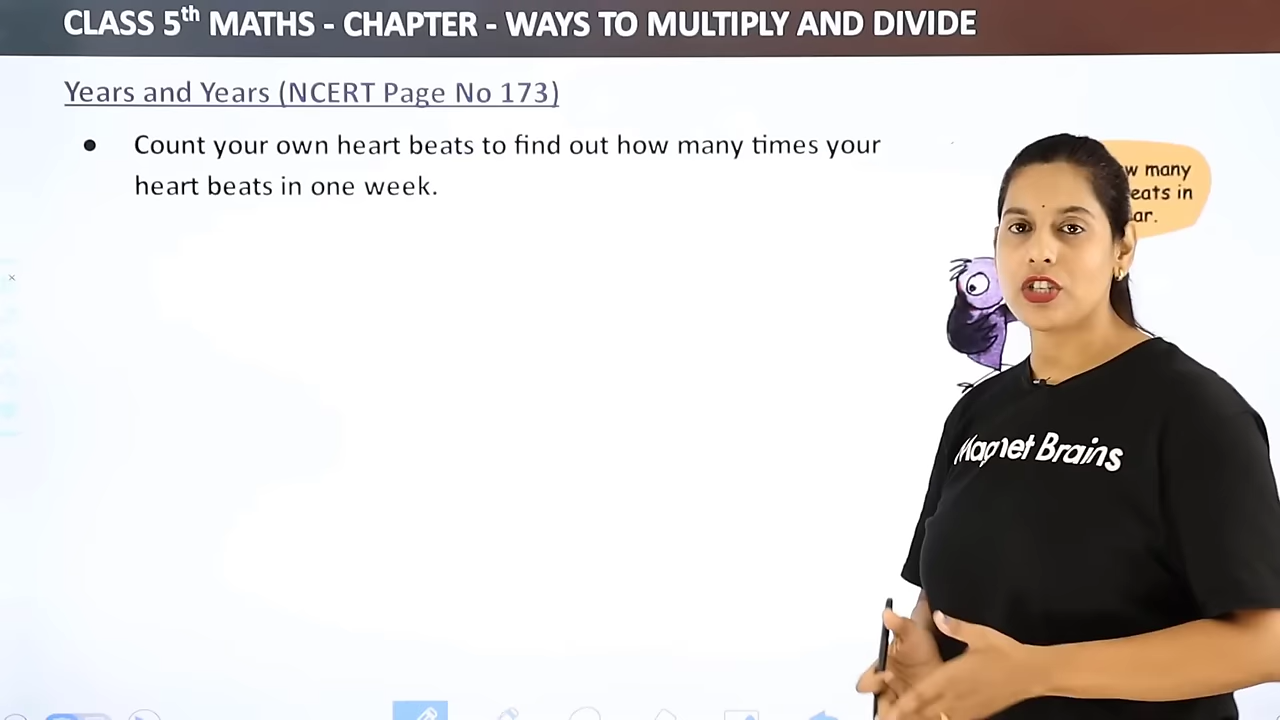 CLASS 5th MATHS - CHAPTER - WAYS TO MULTIPLY AND DIVIDE
Years and Years (NCERT Page No 173)
● Count your own heart beats to find out how many times your
heart beats in one week.
many
in
Magnet Brains